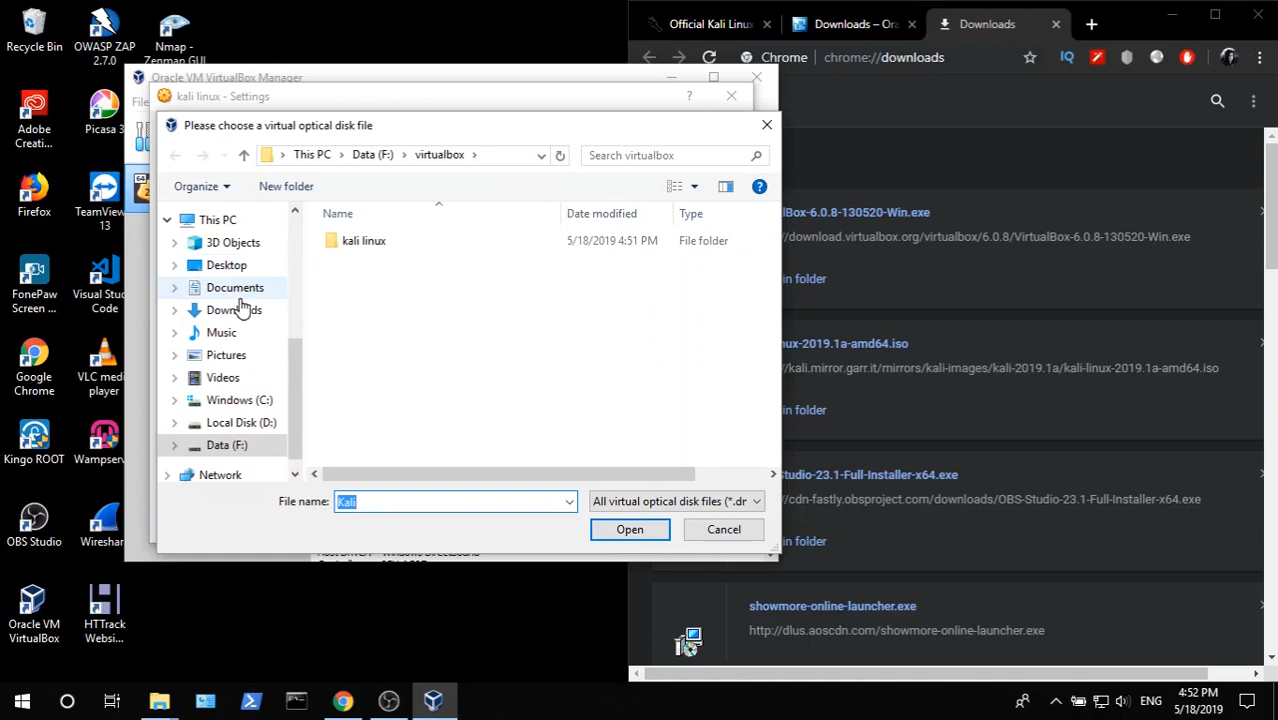 Recycle Bin
OWASP ZAP
2.7.0
Nmap -
Zenmap GUI
Adobe
Creati...
Picasa 3
Firefox
TeamView...
13
FonePaw
Screen ...
Visual Studio
Code
Google
Chrome
VLC media
player
Kingo ROOT
Wampserv...
OBS Studio
Wireshark
Oracle VM
VirtualBox
HTTrack
Websi...
Oracle VM VirtualBox Manager
File
kali linux - Settings
Please choose a virtual optical disk file
This PC
Data (F:)
virtualbox
Search virtualbox
Organize
New folder
This PC
3D Objects
Desktop
Documents
Downloads
Music
Pictures
Videos
Windows (C:)
Local Disk (D:)
Data (F:)
Network
Name
Date modified
Type
kali linux
5/18/2019 4:51 PM
File folder
File name:
Kali
All virtual optical disk files (*.dr
Open
Cancel
Official Kali Linux
Downloads – Ora
Downloads
Chrome
chrome://downloads
Box-6.0.8-130520-Win.exe
//download.virtualbox.org/virtualbox/6.0.8/VirtualBox-6.0.8-130520-Win.exe
in folder
nux-2019.1a-amd64.iso
//kali.mirror.garr.it/mirrors/kali-images/kali-2019.1a/kali-linux-2019.1a-amd64.iso
in folder
Studio-23.1-Full-Installer-x64.exe
//cdn-fastly.obsproject.com/downloads/OBS-Studio-23.1-Full-Installer-x64.exe
in folder
showmore-online-launcher.exe
http://dlus.aoscdn.com/showmore-online-launcher.exe
ENG
4:52 PM
5/18/2019